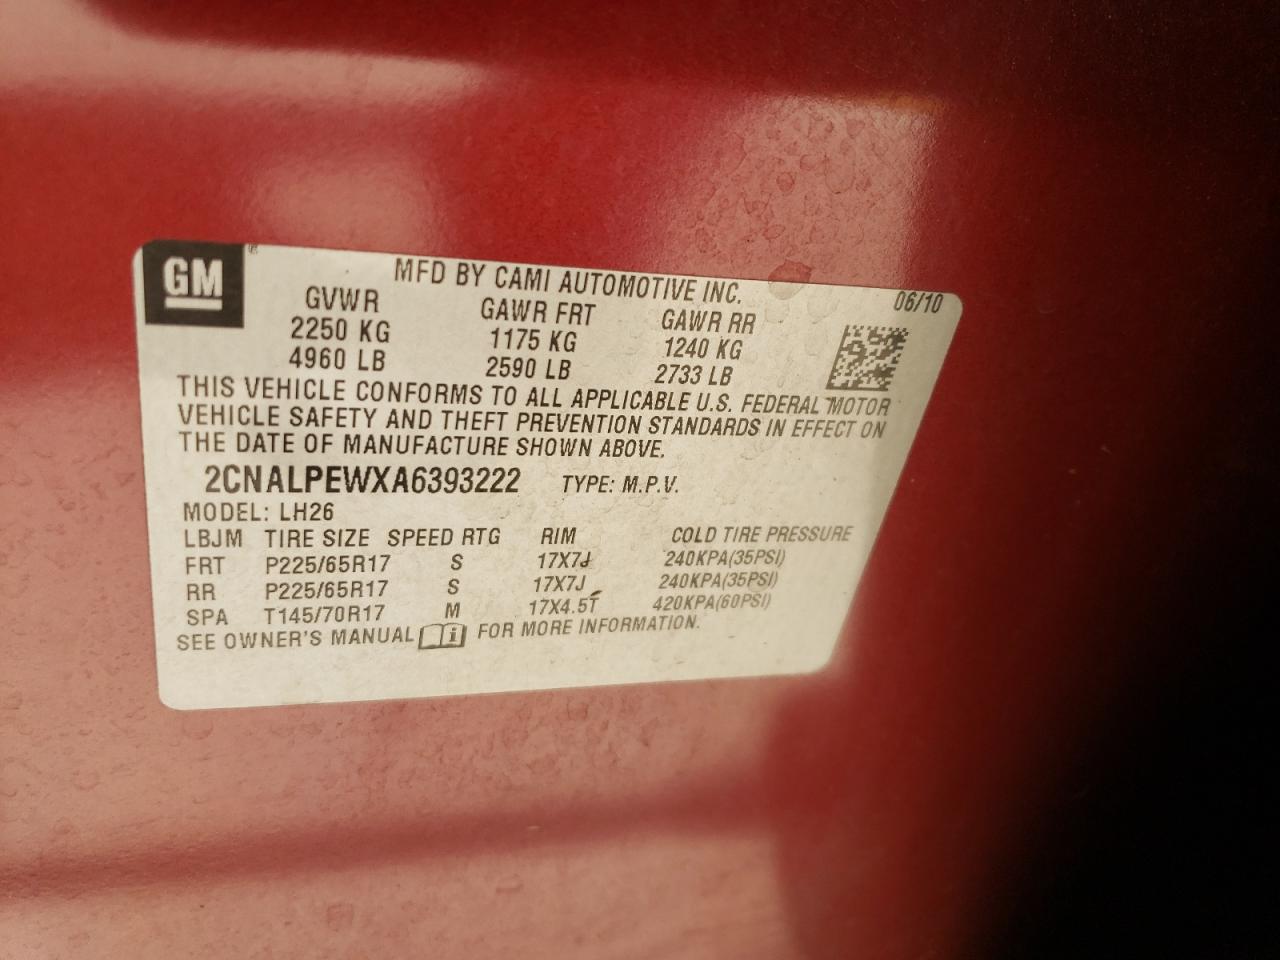 GM
MFD BY CAMI AUTOMOTIVE INC. 06/10
GVWR GAWR FRT GAWR RR
2250 KG 1175 KG 1240 KG
4960 LB 2590 LB 2733 LB
THIS VEHICLE CONFORMS TO ALL APPLICABLE U.S. FEDERAL MOTOR
VEHICLE SAFETY AND THEFT PREVENTION STANDARDS IN EFFECT ON
THE DATE OF MANUFACTURE SHOWN ABOVE.
2CNALPEWXA6393222 TYPE: M.P.V.
MODEL: LH26
LBJM TIRE SIZE SPEED RTG RIM COLD TIRE PRESSURE
FRT P225/65R17 S 17X7J 240KPA(35PSI)
RR P225/65R17 S 17X7J 240KPA(35PSI)
SPA T145/70R17 M 17X4.5T 420KPA(60PSI)
SEE OWNER'S MANUAL FOR MORE INFORMATION.